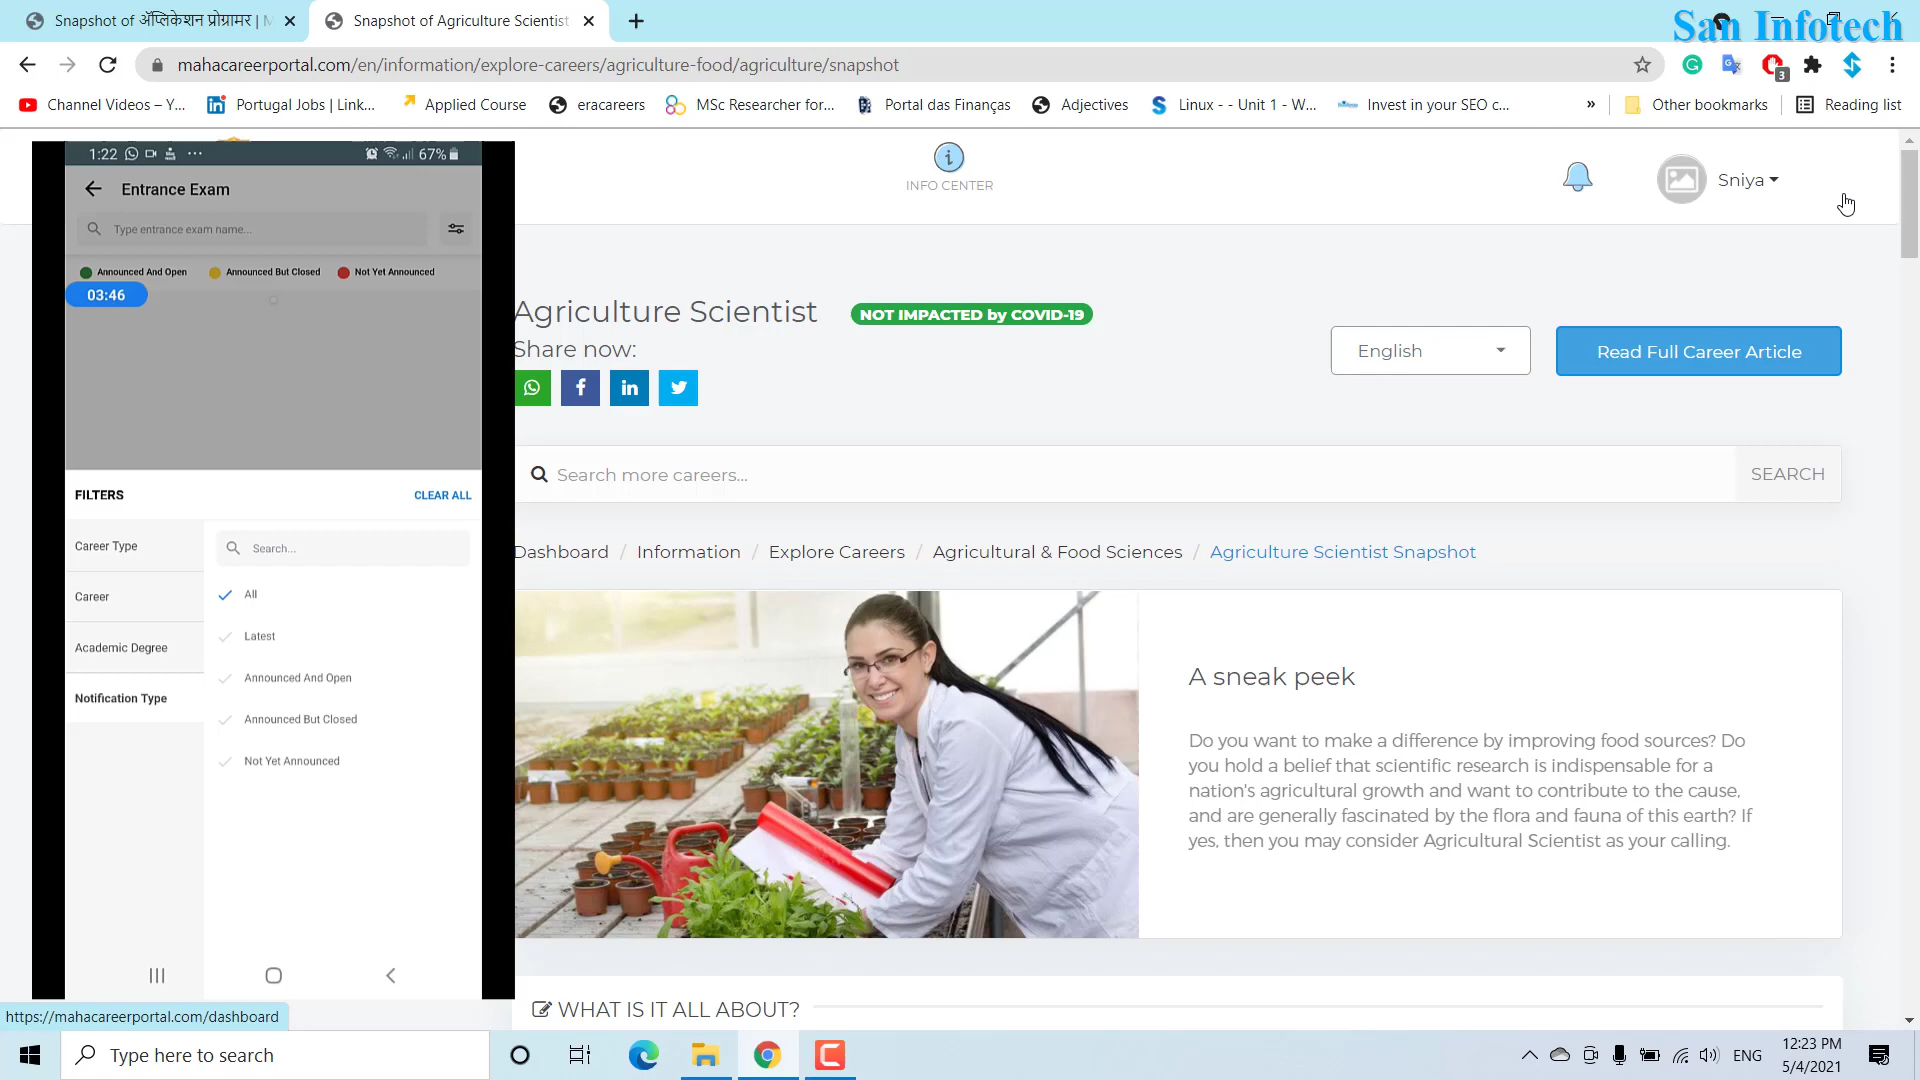 Snapshot of ॲप्लिकेशन प्रोग्रामर | M
Snapshot of Agriculture Scientist
San Infotech
mahacareerportal.com/en/information/explore-careers/agriculture-food/agriculture/snapshot
3
Channel Videos – Y...
Portugal Jobs | Link...
Applied Course
eracareers
MSc Researcher for...
Portal das Finanças
Adjectives
Linux - - Unit 1 - W...
Invest in your SEO c...
»
Other bookmarks
Reading list
1:22
67%
Entrance Exam
Type entrance exam name...
Announced And Open
Announced But Closed
Not Yet Announced
03:46
FILTERS
CLEAR ALL
Career Type
Career
Academic Degree
Notification Type
Search...
All
Latest
Announced And Open
Announced But Closed
Not Yet Announced
INFO CENTER
Sniya
Agriculture Scientist
NOT IMPACTED by COVID-19
Share now:
English
Read Full Career Article
Search more careers...
SEARCH
Dashboard / Information / Explore Careers / Agricultural & Food Sciences / Agriculture Scientist Snapshot
A sneak peek
Do you want to make a difference by improving food sources? Do
you hold a belief that scientific research is indispensable for a
nation's agricultural growth and want to contribute to the cause,
and are generally fascinated by the flora and fauna of this earth? If
yes, then you may consider Agricultural Scientist as your calling.
WHAT IS IT ALL ABOUT?
https://mahacareerportal.com/dashboard
Type here to search
ENG
12:23 PM
5/4/2021